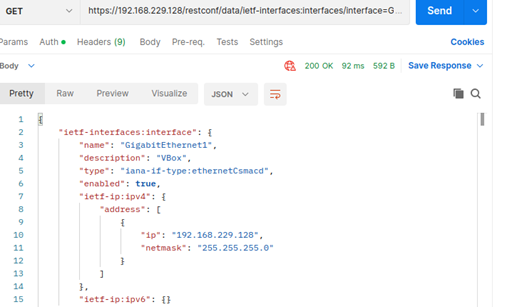 GET https://192.168.229.128/restconf/data/ietf-interfaces:interfaces/interface=G... Send
Params Auth Headers (9) Body Pre-req. Tests Settings Cookies
Body 200 OK 92 ms 592 B Save Response
Pretty Raw Preview Visualize JSON
1 {
2 "ietf-interfaces:interface": {
3 "name": "GigabitEthernet1",
4 "description": "VBox",
5 "type": "iana-if-type:ethernetCsmacd",
6 "enabled": true,
7 "ietf-ip:ipv4": {
8 "address": [
9 {
10 "ip": "192.168.229.128",
11 "netmask": "255.255.255.0"
12 }
13 ]
14 },
15 "ietf-ip:ipv6": {}